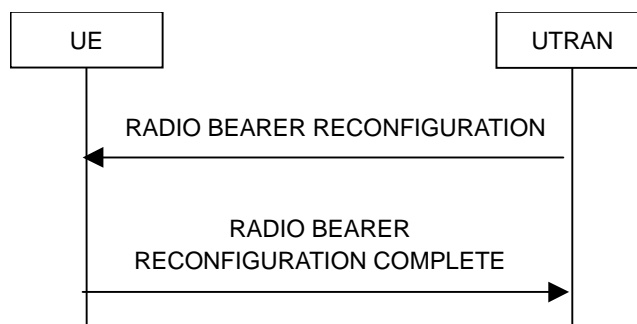 UE
UTRAN
RADIO BEARER RECONFIGURATION
RADIO BEARER
RECONFIGURATION COMPLETE